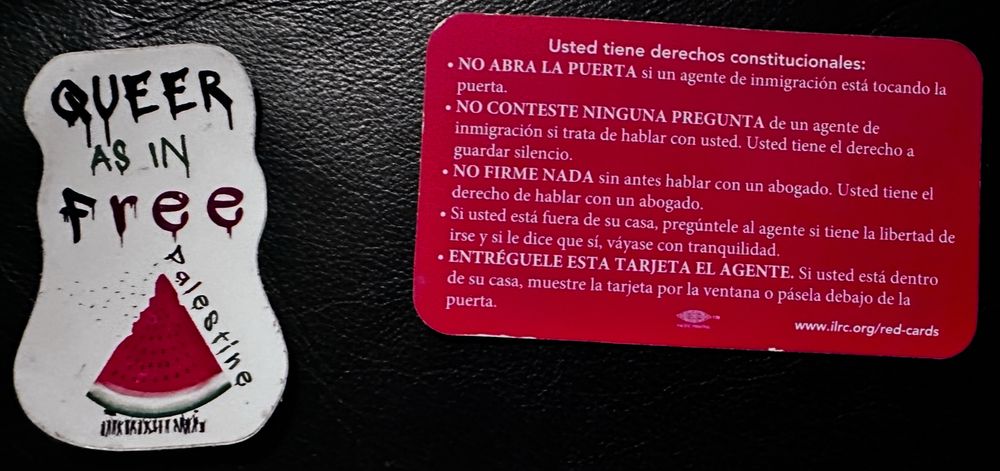 QUEER
AS IN
Free
Palestine
Usted tiene derechos constitucionales:
• NO ABRA LA PUERTA si un agente de inmigración está tocando la
puerta.
• NO CONTESTE NINGUNA PREGUNTA de un agente de
inmigración si trata de hablar con usted. Usted tiene el derecho a
guardar silencio.
• NO FIRME NADA sin antes hablar con un abogado. Usted tiene el
derecho de hablar con un abogado.
• Si usted está fuera de su casa, pregúntele al agente si tiene la libertad de
irse y si le dice que sí, váyase con tranquilidad.
• ENTRÉGUELE ESTA TARJETA EL AGENTE. Si usted está dentro
de su casa, muestre la tarjeta por la ventana o pásela debajo de la
puerta.
www.ilrc.org/red-cards